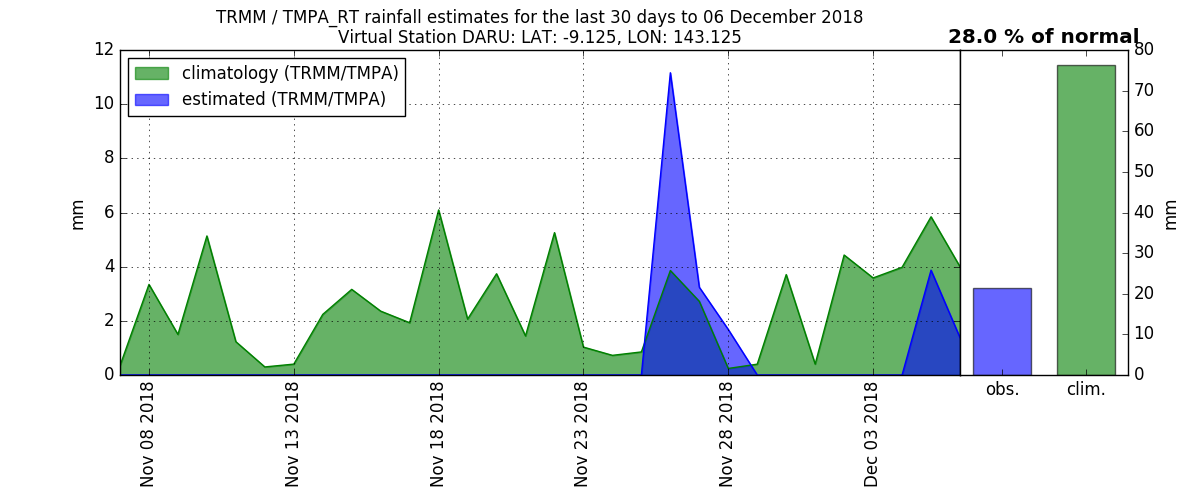 TRMM / TMPA_RT rainfall estimates for the last 30 days to 06 December 2018
Virtual Station DARU: LAT: -9.125, LON: 143.125
28.0 % of normal
climatology (TRMM/TMPA)
estimated (TRMM/TMPA)
mm
12
10
8
6
4
2
0
Nov 08 2018
Nov 13 2018
Nov 18 2018
Nov 23 2018
Nov 28 2018
Dec 03 2018
obs.
clim.
80
70
60
50
40
30
20
10
0
mm